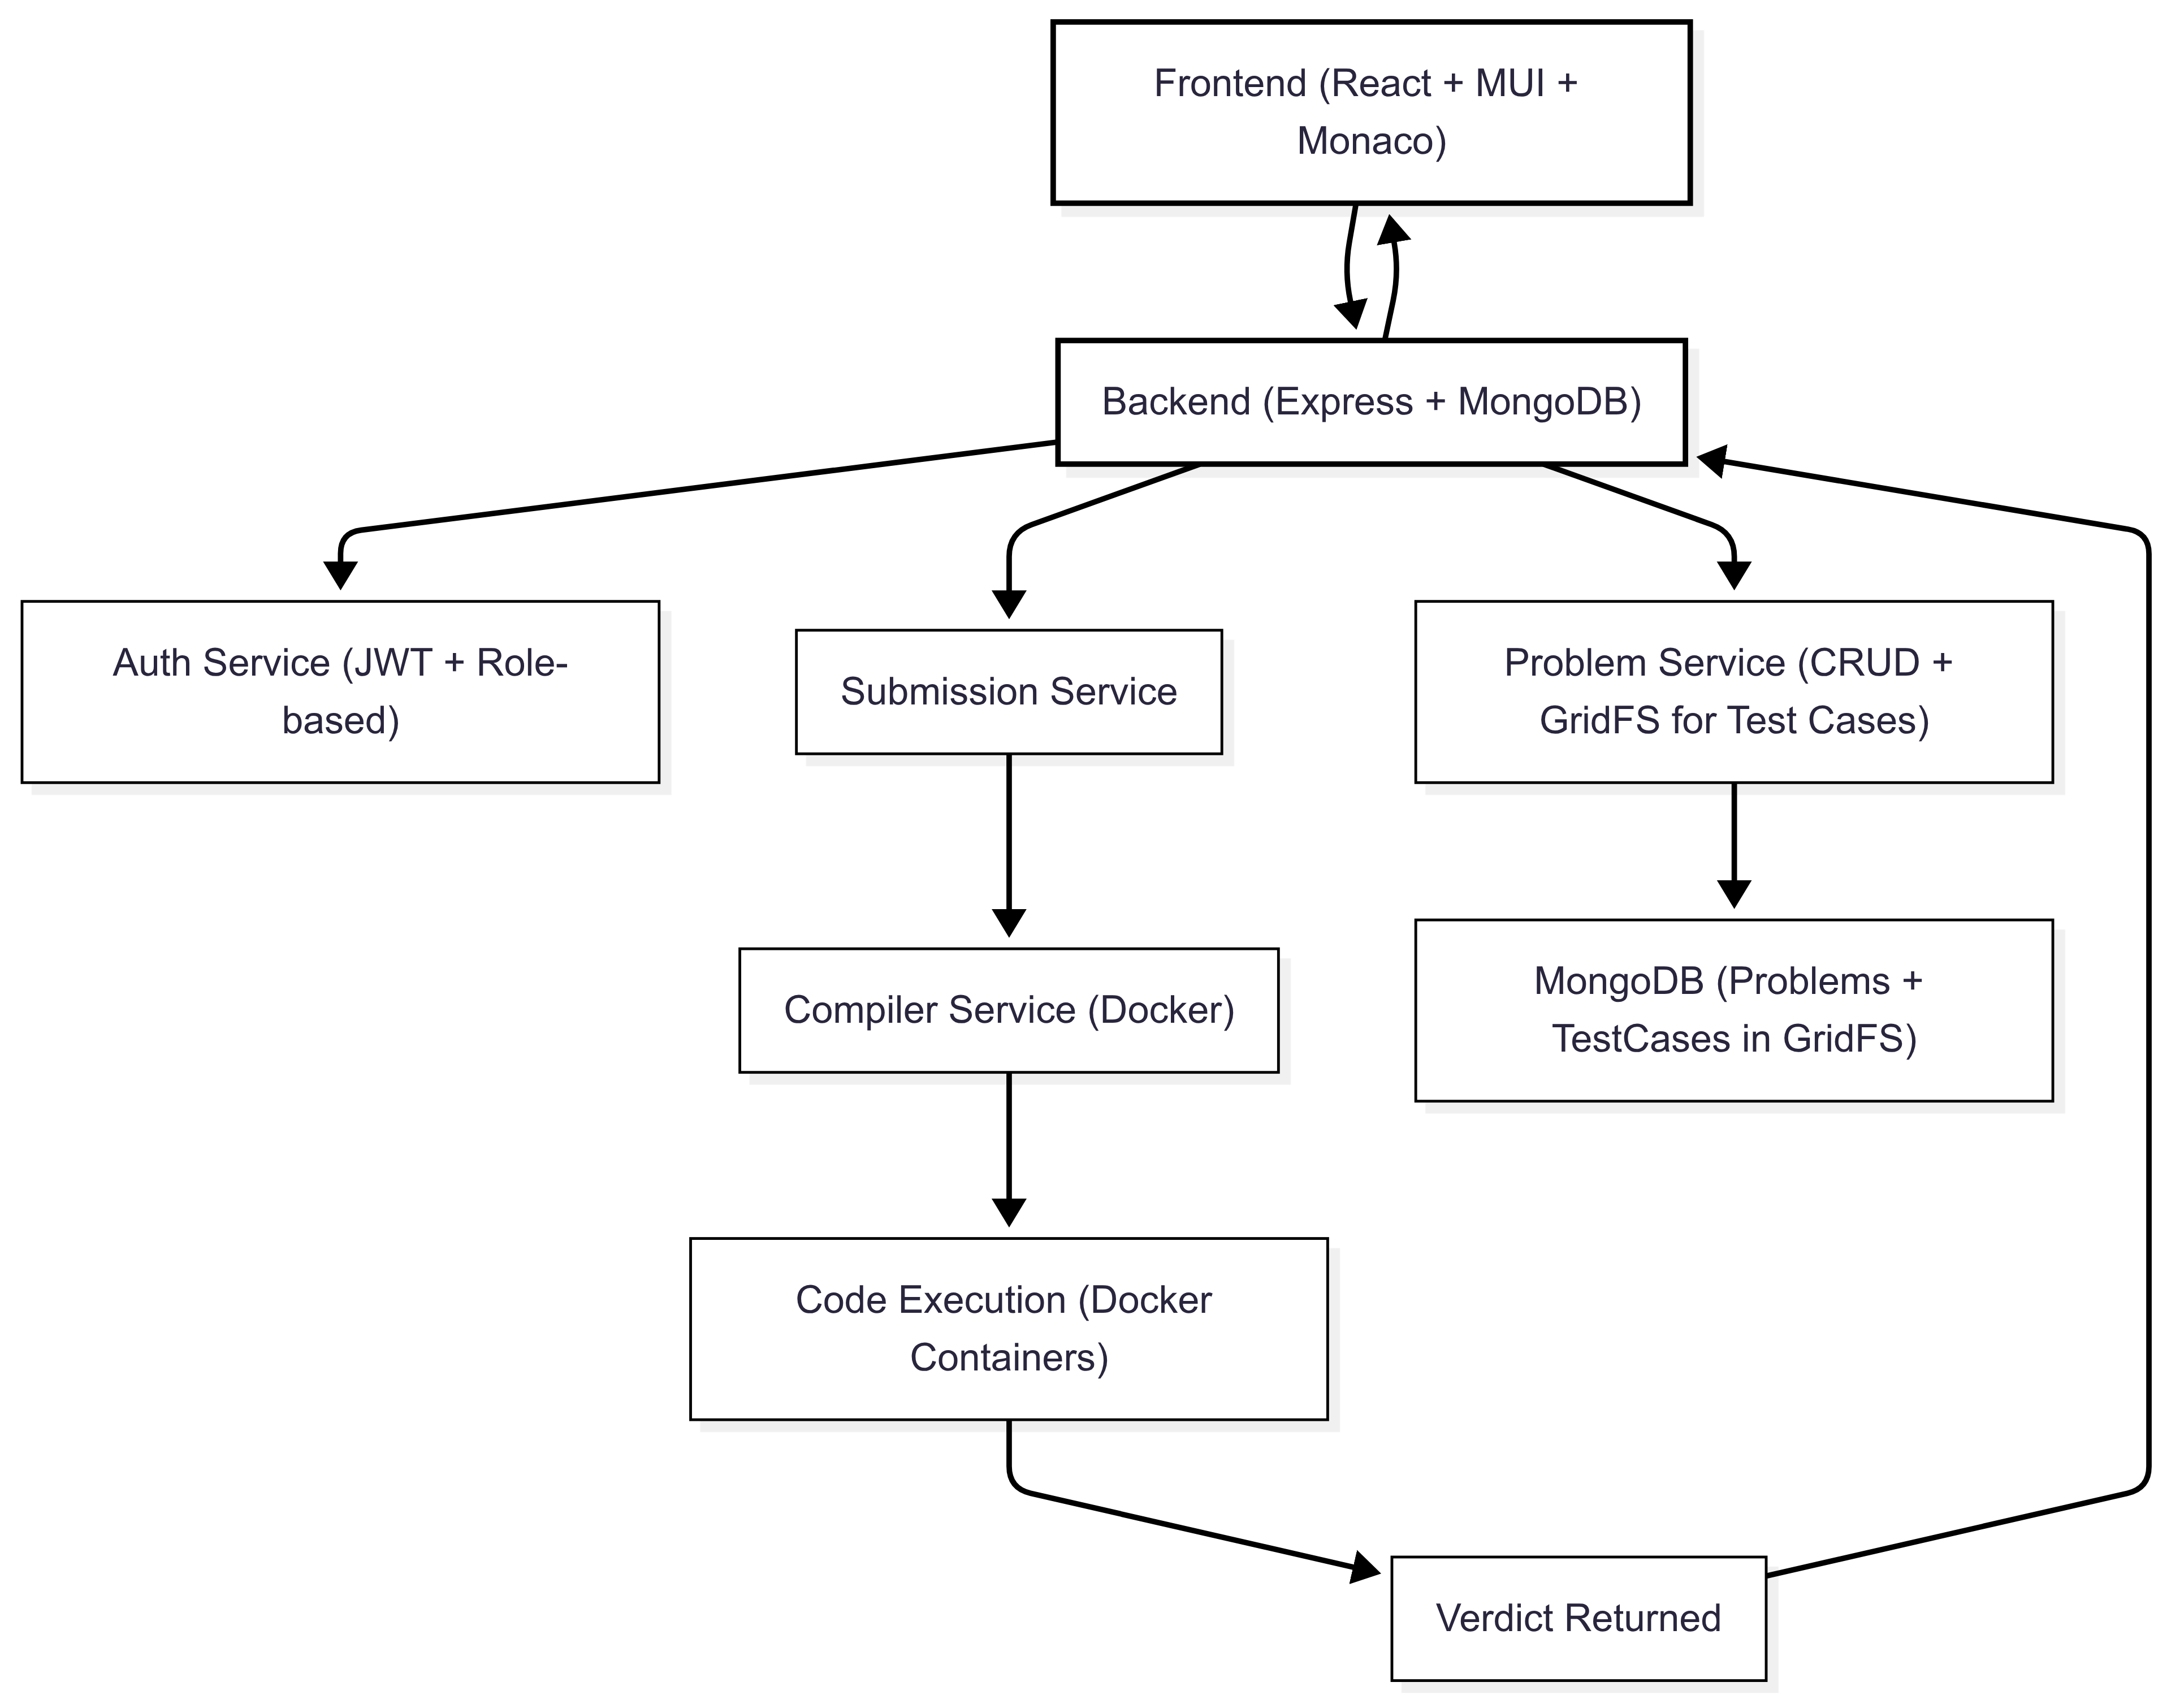 Frontend (React + MUI +
Monaco)
Backend (Express + MongoDB)
Auth Service (JWT + Role-
based)
Submission Service
Problem Service (CRUD +
GridFS for Test Cases)
Compiler Service (Docker)
MongoDB (Problems +
TestCases in GridFS)
Code Execution (Docker
Containers)
Verdict Returned